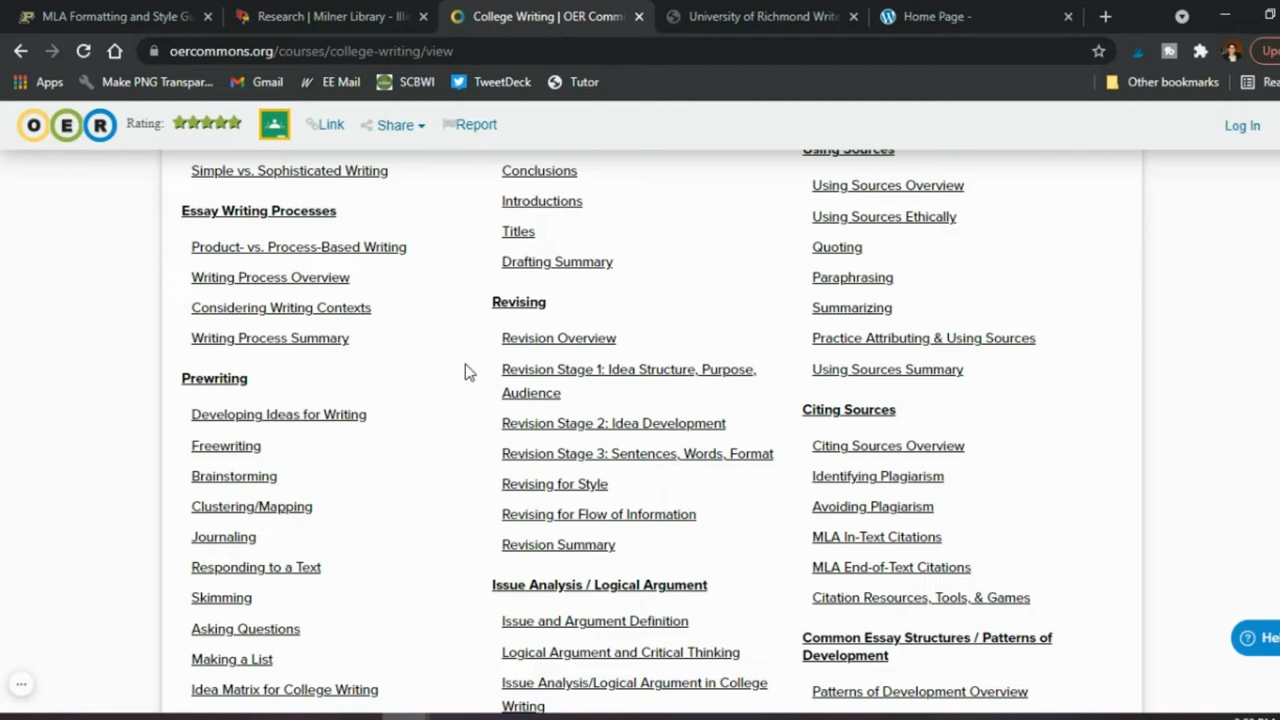 MLA Formatting and Style Gu
Research | Milner Library - Illi
College Writing | OER Comm
University of Richmond Write
Home Page -
oercommons.org/courses/college-writing/view
Apps
Make PNG Transpar...
Gmail
EE Mail
SCBWI
TweetDeck
Tutor
Other bookmarks
OER
Rating:
Link
Share
Report
Log In
Simple vs. Sophisticated Writing
Essay Writing Processes
Product- vs. Process-Based Writing
Writing Process Overview
Considering Writing Contexts
Writing Process Summary
Prewriting
Developing Ideas for Writing
Freewriting
Brainstorming
Clustering/Mapping
Journaling
Responding to a Text
Skimming
Asking Questions
Making a List
Idea Matrix for College Writing
Conclusions
Introductions
Titles
Drafting Summary
Revising
Revision Overview
Revision Stage 1: Idea Structure, Purpose,
Audience
Revision Stage 2: Idea Development
Revision Stage 3: Sentences, Words, Format
Revising for Style
Revising for Flow of Information
Revision Summary
Issue Analysis / Logical Argument
Issue and Argument Definition
Logical Argument and Critical Thinking
Issue Analysis/Logical Argument in College
Writing
Using Sources
Using Sources Overview
Using Sources Ethically
Quoting
Paraphrasing
Summarizing
Practice Attributing & Using Sources
Using Sources Summary
Citing Sources
Citing Sources Overview
Identifying Plagiarism
Avoiding Plagiarism
MLA In-Text Citations
MLA End-of-Text Citations
Citation Resources, Tools, & Games
Common Essay Structures / Patterns of
Development
Patterns of Development Overview